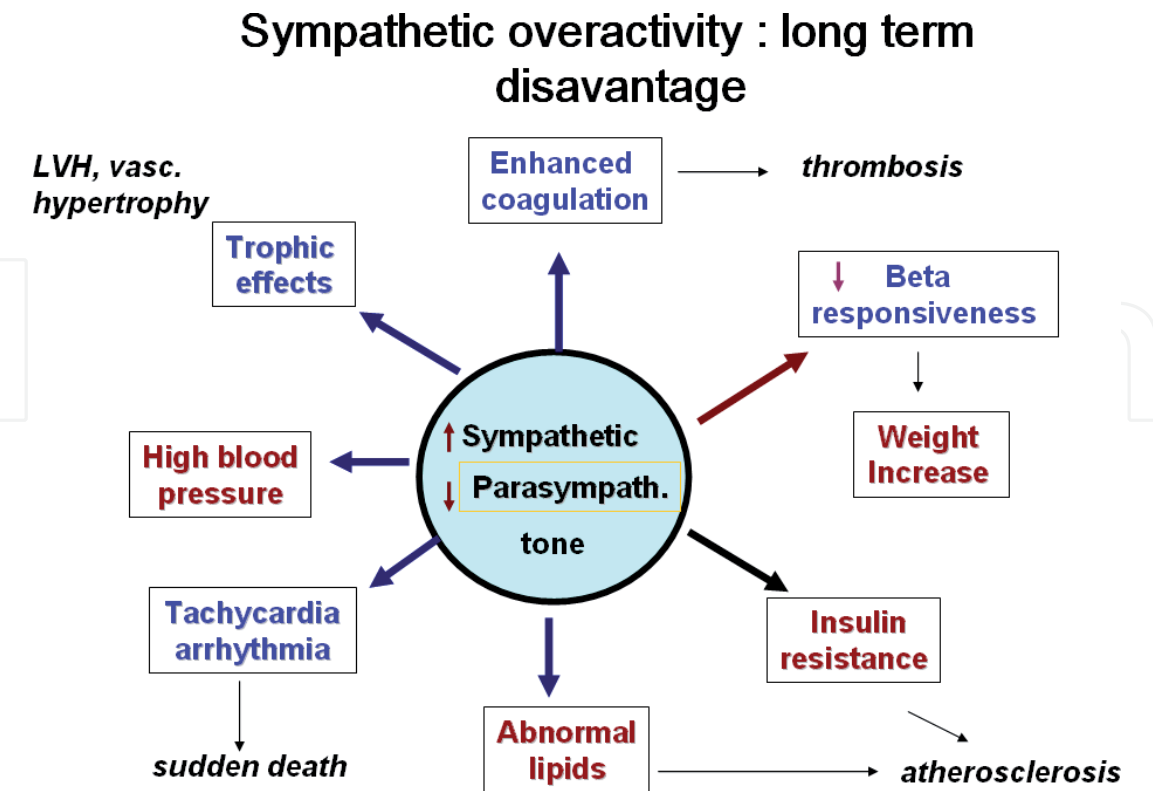 Sympathetic overactivity : long term
disavantage
LVH, vasc.
hypertrophy
Enhanced
coagulation
thrombosis
Trophic
effects
↓ Beta
responsiveness
↑ Sympathetic
↓ Parasympath.
tone
High blood
pressure
Weight
Increase
Tachycardia
arrhythmia
Insulin
resistance
Abnormal
lipids
sudden death
atherosclerosis